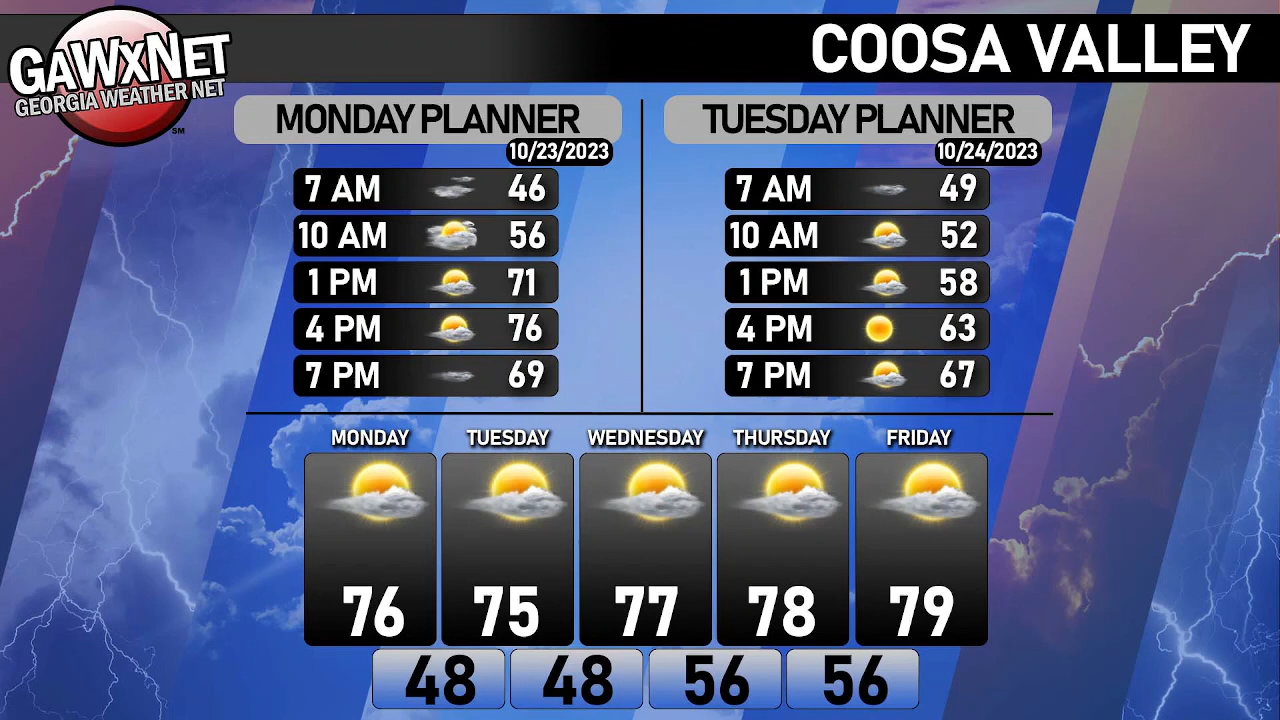 GAWxNET
GEORGIA WEATHER NET
SM
COOSA VALLEY
MONDAY PLANNER
10/23/2023
7 AM 46
10 AM 56
1 PM 71
4 PM 76
7 PM 69
TUESDAY PLANNER
10/24/2023
7 AM 49
10 AM 52
1 PM 58
4 PM 63
7 PM 67
MONDAY TUESDAY WEDNESDAY THURSDAY FRIDAY
76 75 77 78 79
48 48 56 56